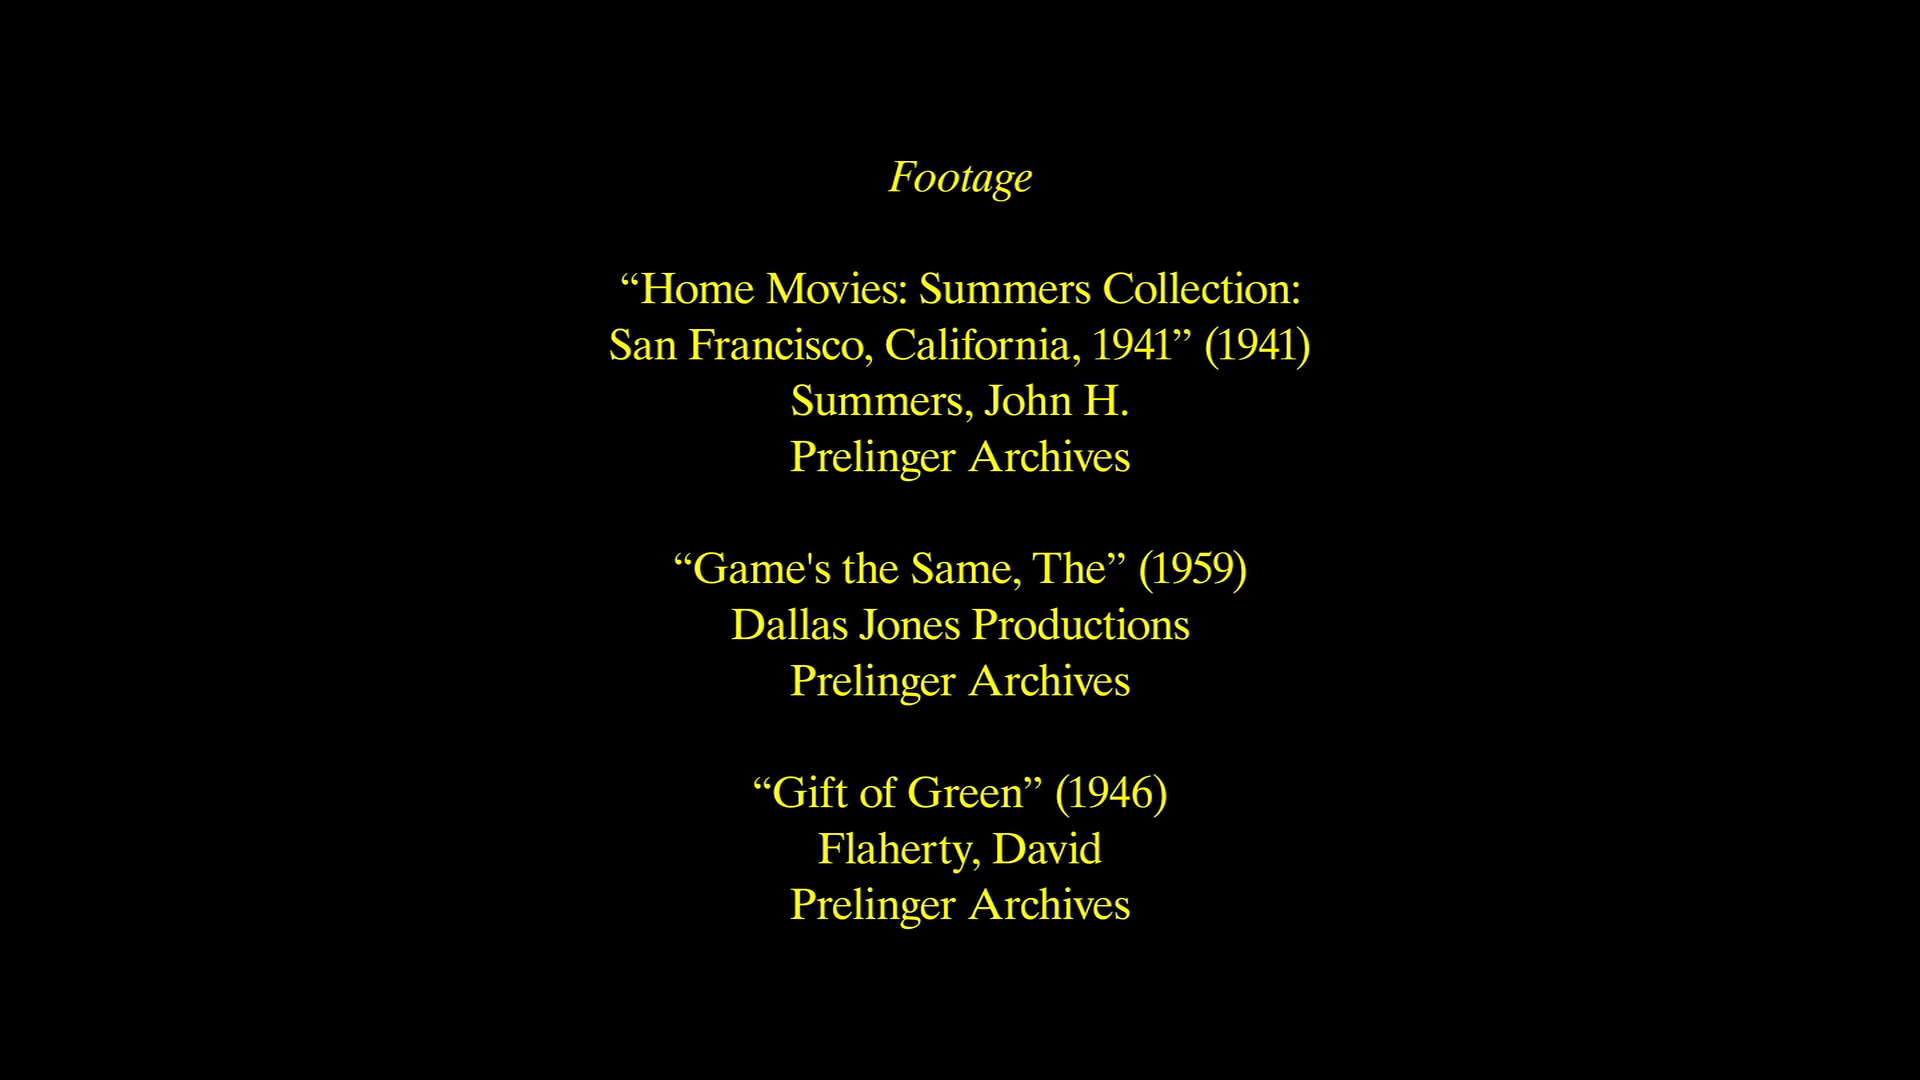 Footage
“Home Movies: Summers Collection:
San Francisco, California, 1941” (1941)
Summers, John H.
Prelinger Archives
“Game's the Same, The” (1959)
Dallas Jones Productions
Prelinger Archives
“Gift of Green” (1946)
Flaherty, David
Prelinger Archives